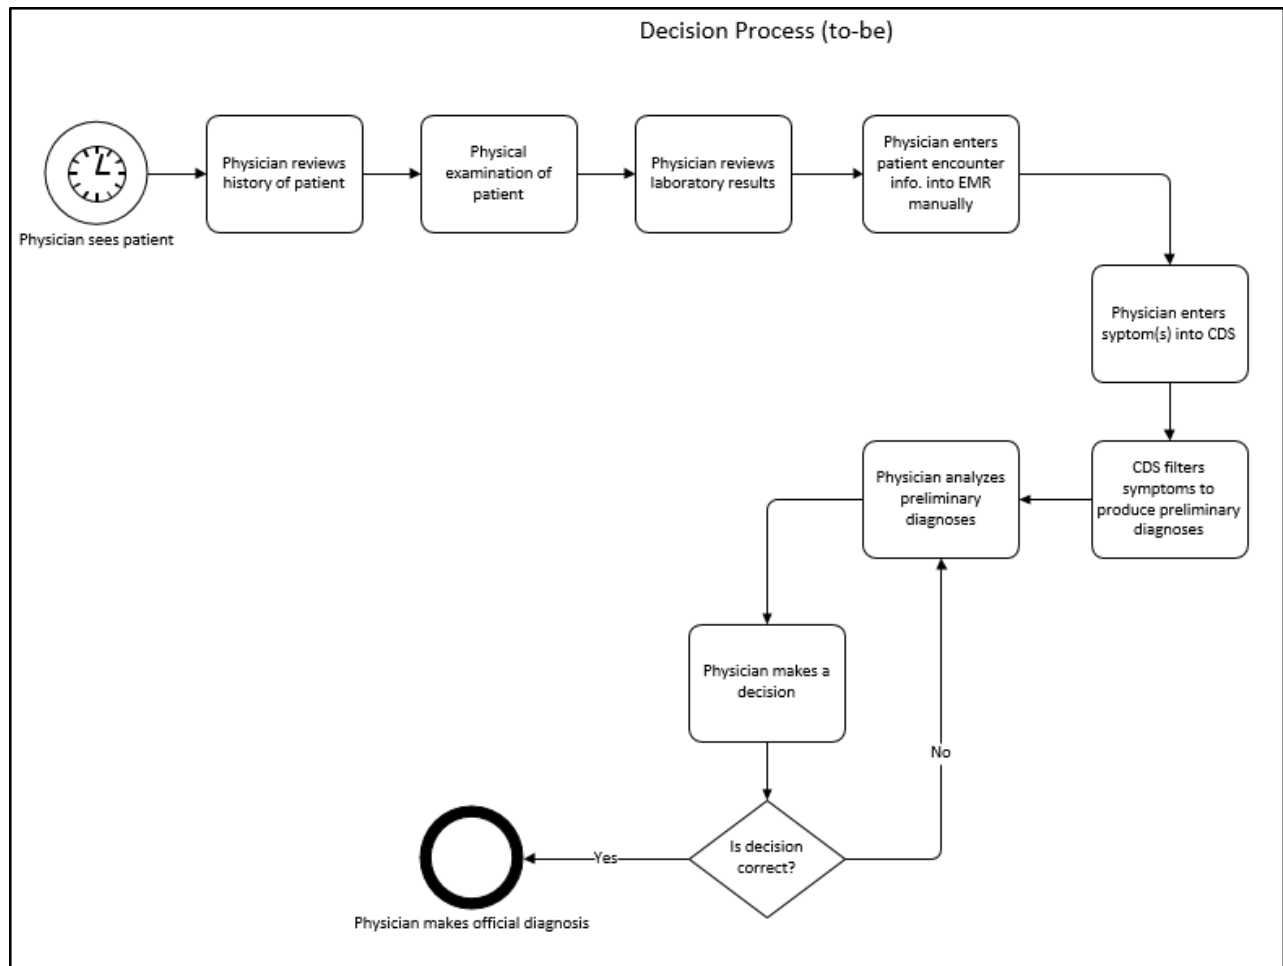 Decision Process (to-be)
Physician sees patient
Physician reviews
history of patient
Physical
examination of
patient
Physician reviews
laboratory results
Physician enters
patient encounter
info. into EMR
manually
Physician enters
syptom(s) into CDS
CDS filters
symptoms to
produce preliminary
diagnoses
Physician analyzes
preliminary
diagnoses
Physician makes a
decision
Is decision
correct?
No
Yes
Physician makes official diagnosis